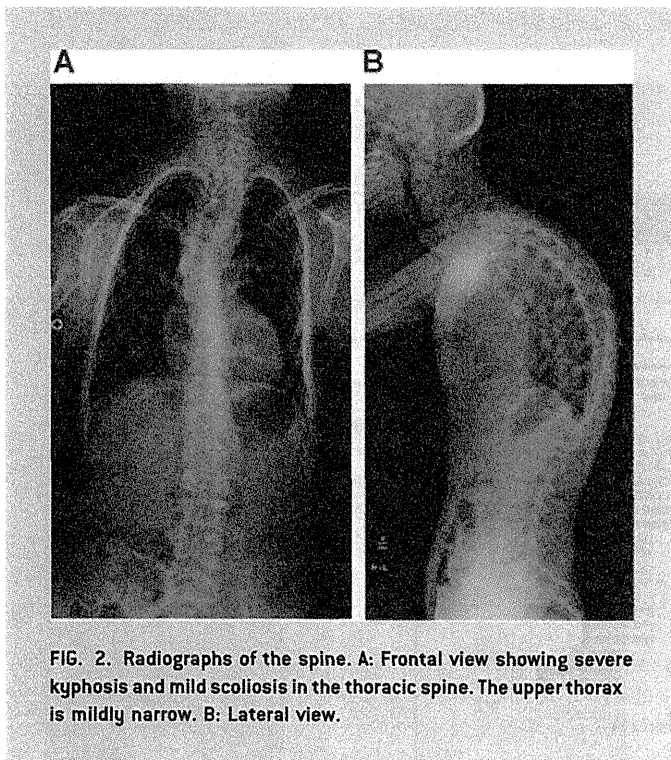 A B
FIG. 2. Radiographs of the spine. A: Frontal view showing severe
kyphosis and mild scoliosis in the thoracic spine. The upper thorax
is mildly narrow. B: Lateral view.